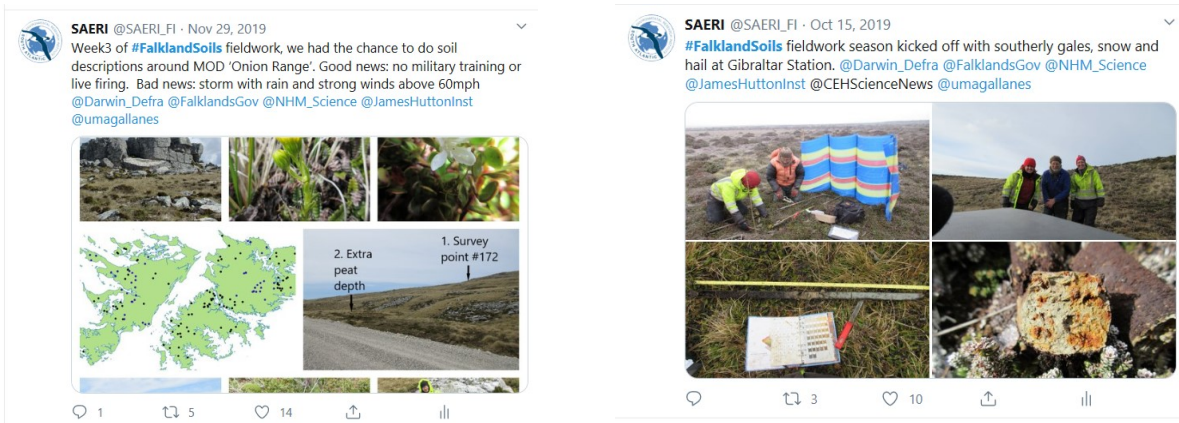 SAERI @SAERI_FI · Nov 29, 2019
Week3 of #FalklandSoils fieldwork, we had the chance to do soil
descriptions around MOD ‘Onion Range’. Good news: no military training or
live firing.  Bad news: storm with rain and strong winds above 60mph
@Darwin_Defra @FalklandsGov @NHM_Science @JamesHuttonInst
@umagallanes
1. Survey
point #172
2. Extra
peat
depth
1
5
14
SAERI @SAERI_FI · Oct 15, 2019
#FalklandSoils fieldwork season kicked off with southerly gales, snow and
hail at Gibraltar Station. @Darwin_Defra @FalklandsGov @NHM_Science
@JamesHuttonInst @CEHScienceNews @umagallanes
3
10